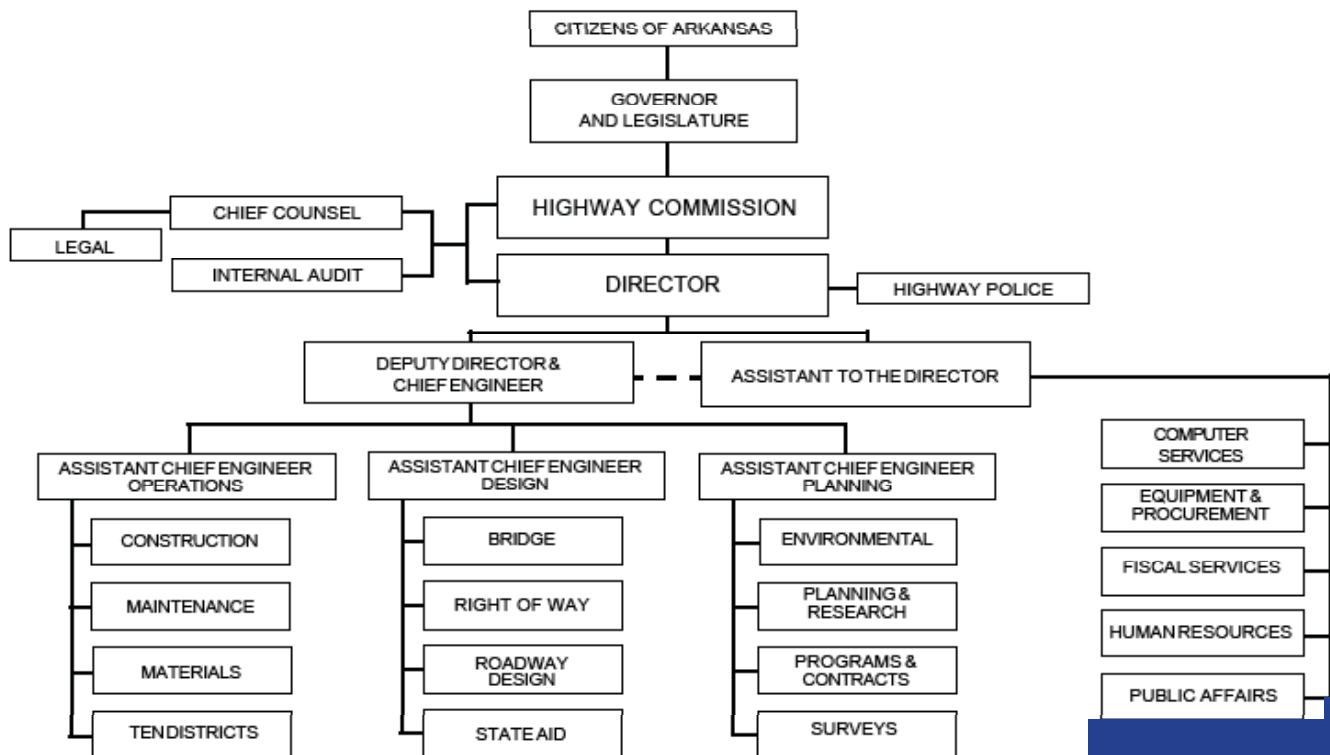 CITIZENS OF ARKANSAS
GOVERNOR
AND LEGISLATURE
HIGHWAY COMMISSION
CHIEF COUNSEL
LEGAL
INTERNAL AUDIT
DIRECTOR
HIGHWAY POLICE
DEPUTY DIRECTOR &
CHIEF ENGINEER
ASSISTANT TO THE DIRECTOR
ASSISTANT CHIEF ENGINEER
OPERATIONS
CONSTRUCTION
MAINTENANCE
MATERIALS
TEN DISTRICTS
ASSISTANT CHIEF ENGINEER
DESIGN
BRIDGE
RIGHT OF WAY
ROADWAY
DESIGN
STATE AID
ASSISTANT CHIEF ENGINEER
PLANNING
ENVIRONMENTAL
PLANNING &
RESEARCH
PROGRAMS &
CONTRACTS
SURVEYS
COMPUTER
SERVICES
EQUIPMENT &
PROCUREMENT
FISCAL SERVICES
HUMAN RESOURCES
PUBLIC AFFAIRS